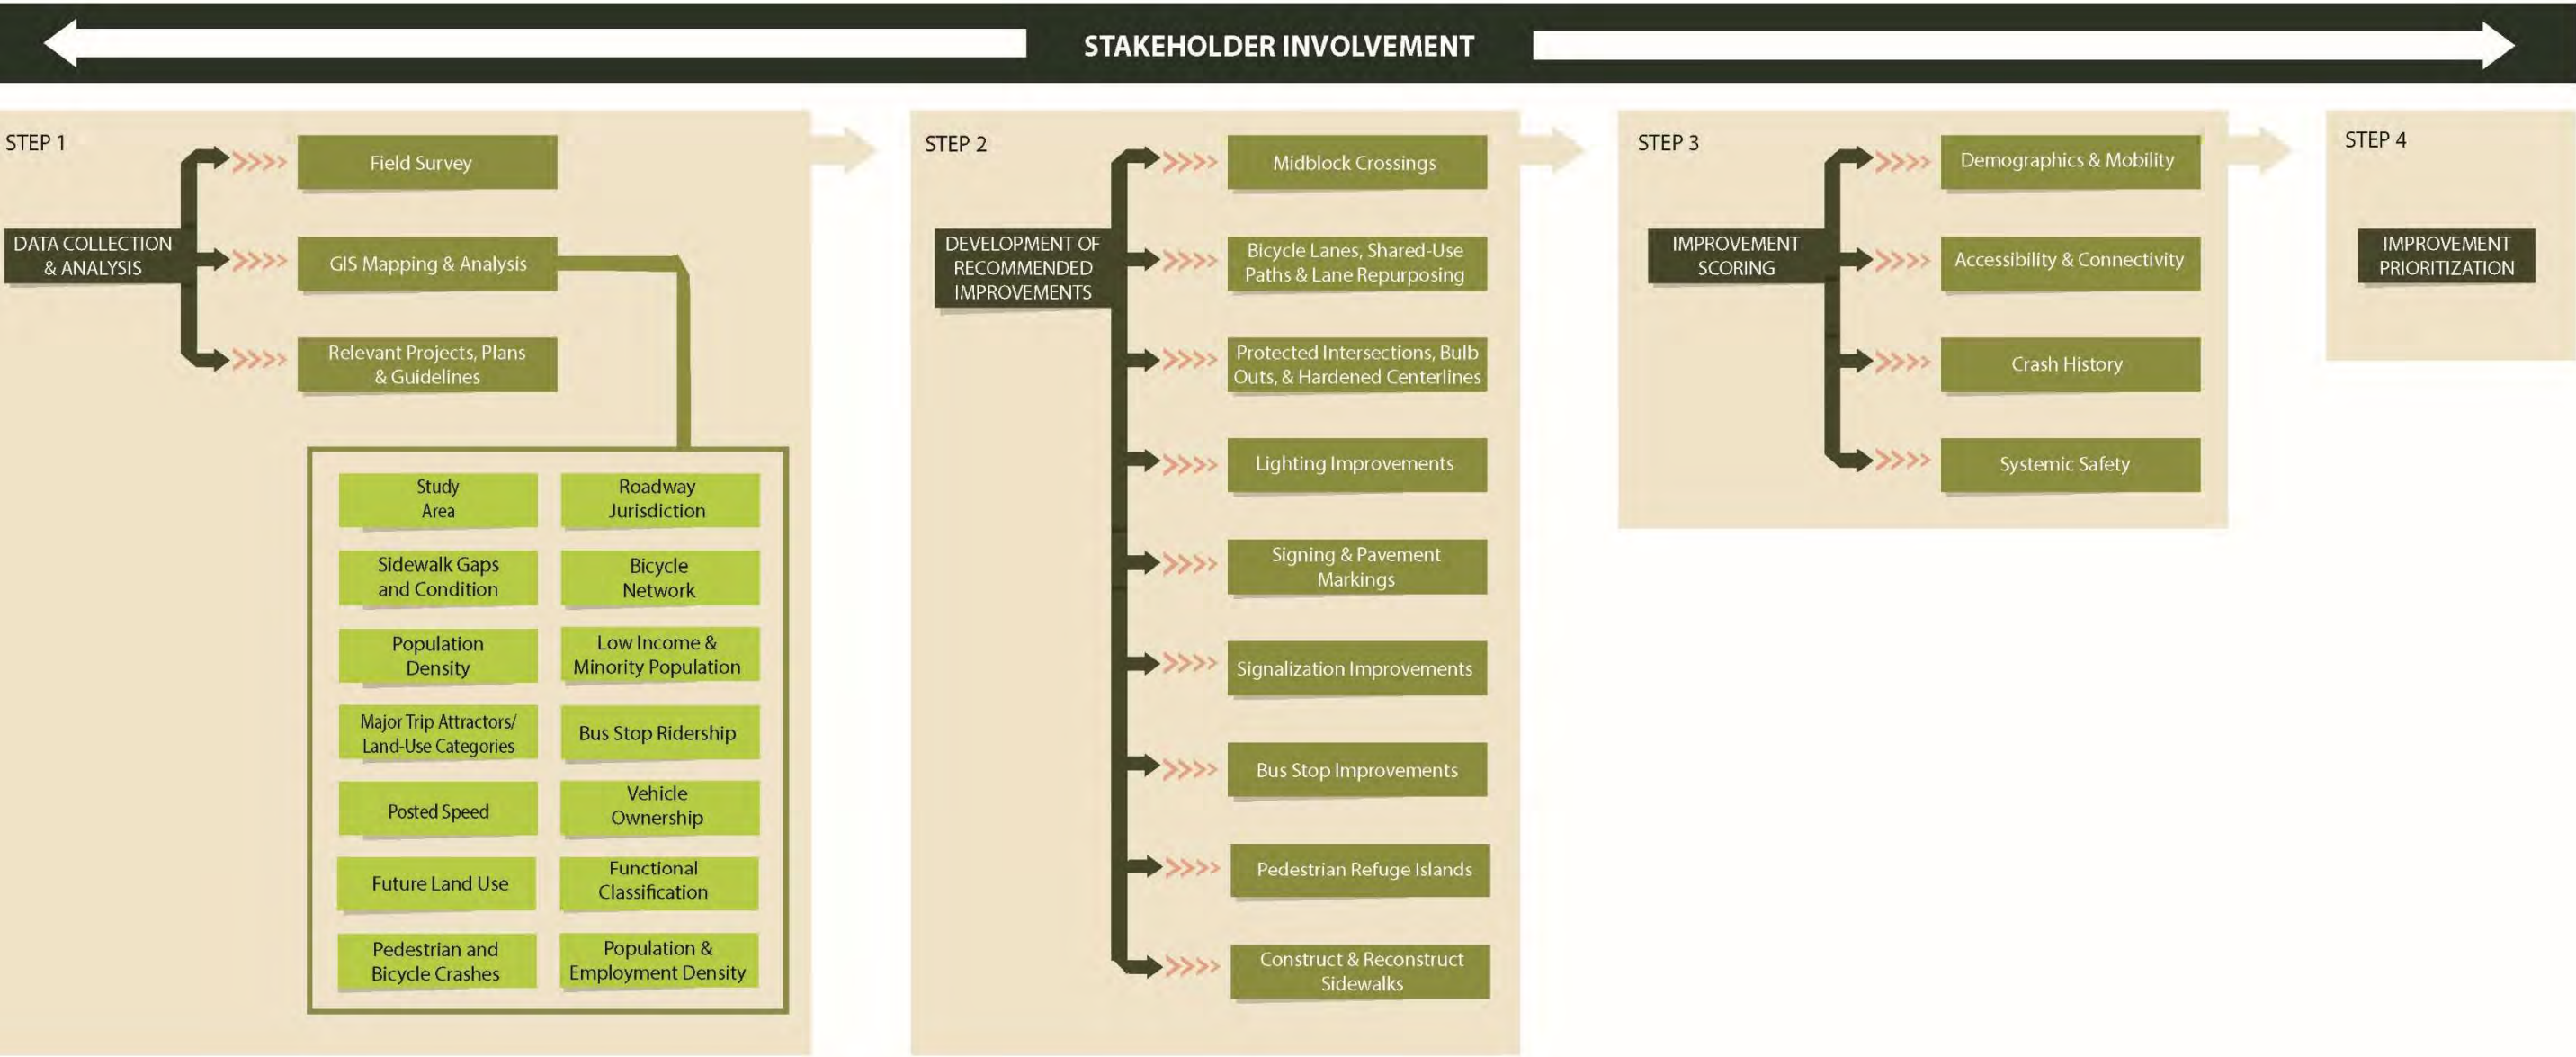 STAKEHOLDER INVOLVEMENT
STEP 1
DATA COLLECTION
& ANALYSIS
Field Survey
GIS Mapping & Analysis
Relevant Projects, Plans
& Guidelines
Study
Area
Roadway
Jurisdiction
Sidewalk Gaps
and Condition
Bicycle
Network
Population
Density
Low Income &
Minority Population
Major Trip Attractors/
Land-Use Categories
Bus Stop Ridership
Posted Speed
Vehicle
Ownership
Future Land Use
Functional
Classification
Pedestrian and
Bicycle Crashes
Population &
Employment Density
STEP 2
DEVELOPMENT OF
RECOMMENDED
IMPROVEMENTS
Midblock Crossings
Bicycle Lanes, Shared-Use
Paths & Lane Repurposing
Protected Intersections, Bulb
Outs, & Hardened Centerlines
Lighting Improvements
Signing & Pavement
Markings
Signalization Improvements
Bus Stop Improvements
Pedestrian Refuge Islands
Construct & Reconstruct
Sidewalks
STEP 3
IMPROVEMENT
SCORING
Demographics & Mobility
Accessibility & Connectivity
Crash History
Systemic Safety
STEP 4
IMPROVEMENT
PRIORITIZATION